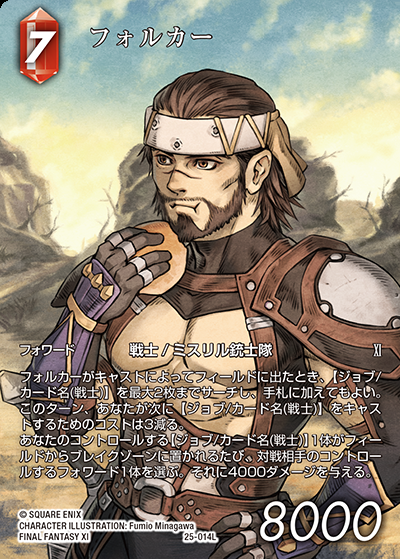 7
フォルカー
フォワード 戦士 / ミスリル銃士隊 XI
フォルカーがキャストによってフィールドに出たとき、【ジョブ/
カード名(戦士)】を最大2枚までサーチし、手札に加えてもよい。
このターン、あなたが次に【ジョブ/カード名(戦士)】をキャス
トするためのコストは3減る。
あなたのコントロールする【ジョブ/カード名(戦士)】1体がフィー
ルドからブレイクゾーンに置かれるたび、対戦相手のコントロー
ルするフォワード1体を選ぶ。それに4000ダメージを与える。
© SQUARE ENIX
CHARACTER ILLUSTRATION: Fumio Minagawa
FINAL FANTASY XI 25-014L
8000